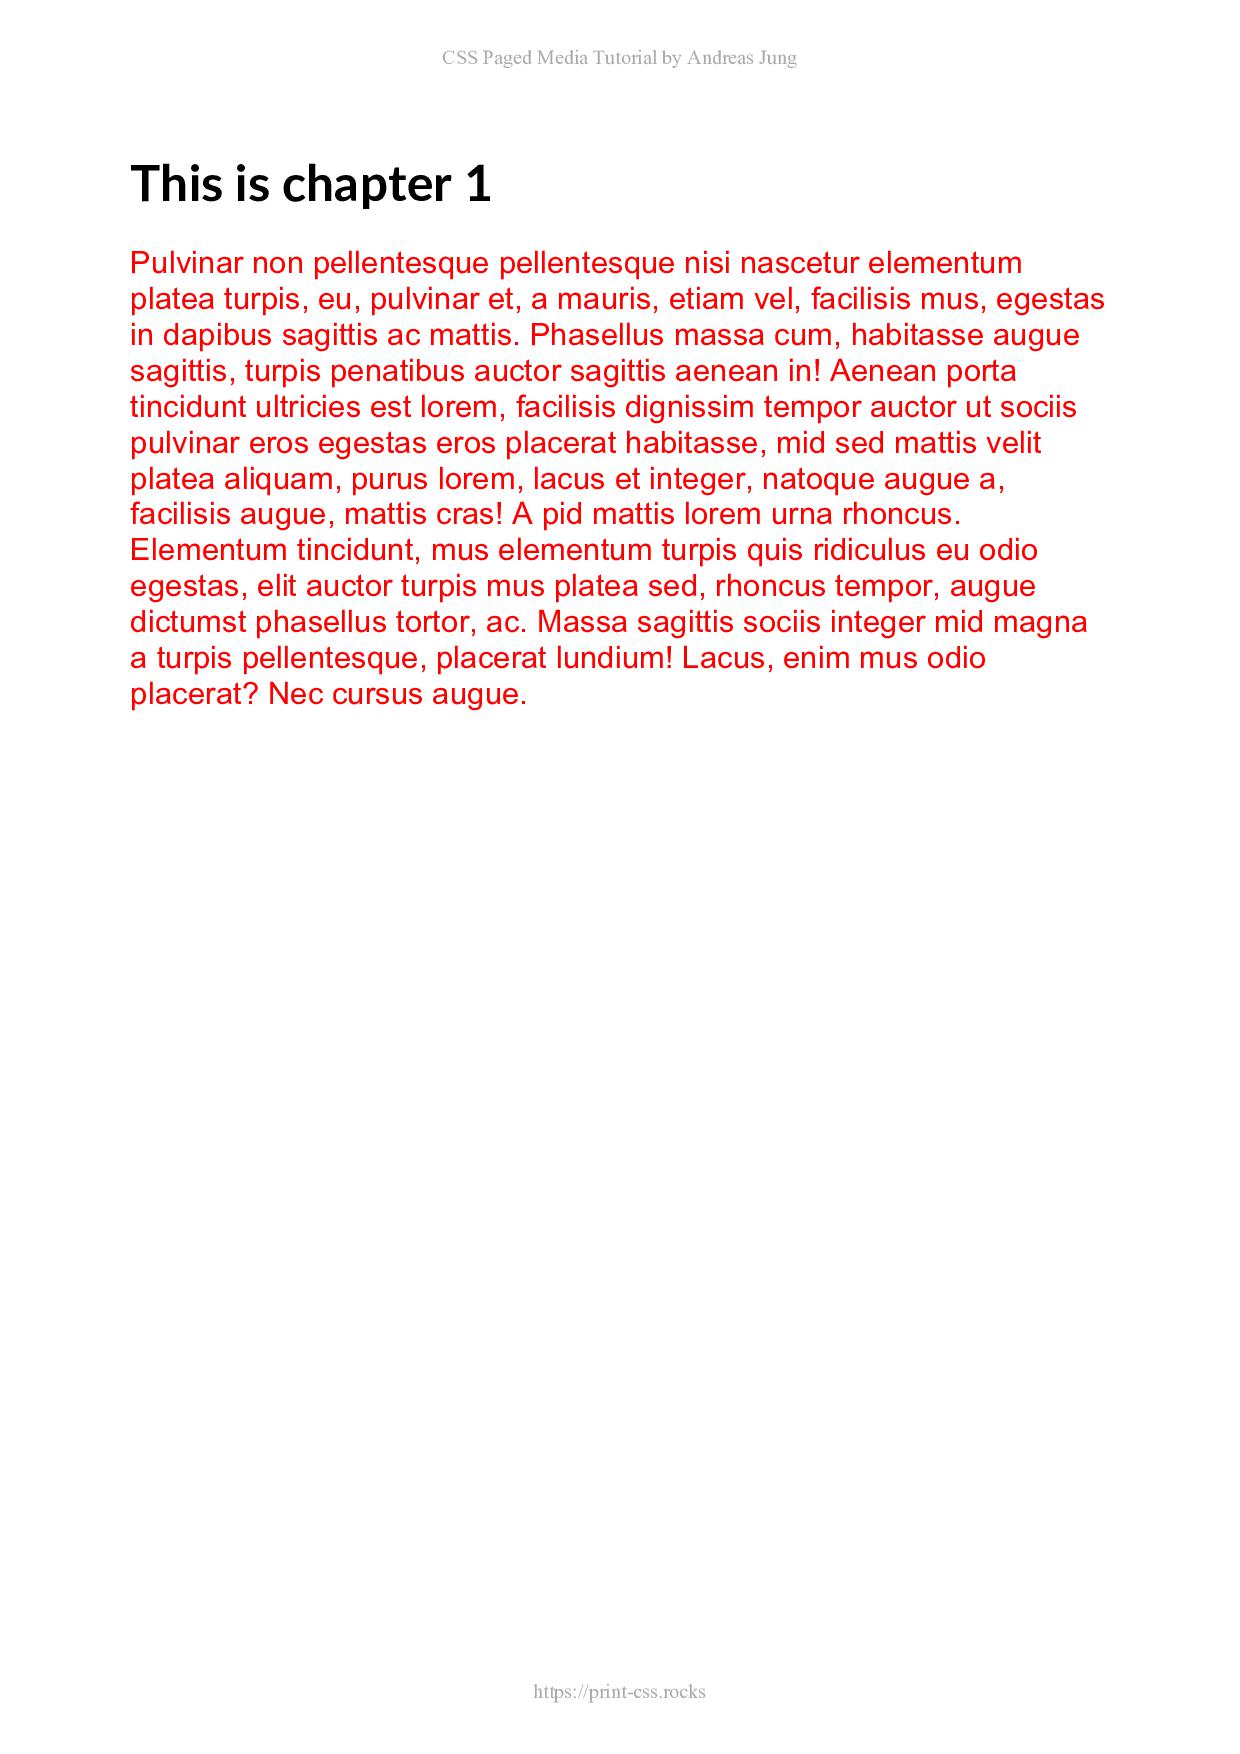 CSS Paged Media Tutorial by Andreas Jung
This is chapter 1
Pulvinar non pellentesque pellentesque nisi nascetur elementum
platea turpis, eu, pulvinar et, a mauris, etiam vel, facilisis mus, egestas
in dapibus sagittis ac mattis. Phasellus massa cum, habitasse augue
sagittis, turpis penatibus auctor sagittis aenean in! Aenean porta
tincidunt ultricies est lorem, facilisis dignissim tempor auctor ut sociis
pulvinar eros egestas eros placerat habitasse, mid sed mattis velit
platea aliquam, purus lorem, lacus et integer, natoque augue a,
facilisis augue, mattis cras! A pid mattis lorem urna rhoncus.
Elementum tincidunt, mus elementum turpis quis ridiculus eu odio
egestas, elit auctor turpis mus platea sed, rhoncus tempor, augue
dictumst phasellus tortor, ac. Massa sagittis sociis integer mid magna
a turpis pellentesque, placerat lundium! Lacus, enim mus odio
placerat? Nec cursus augue.
https://print-css.rocks